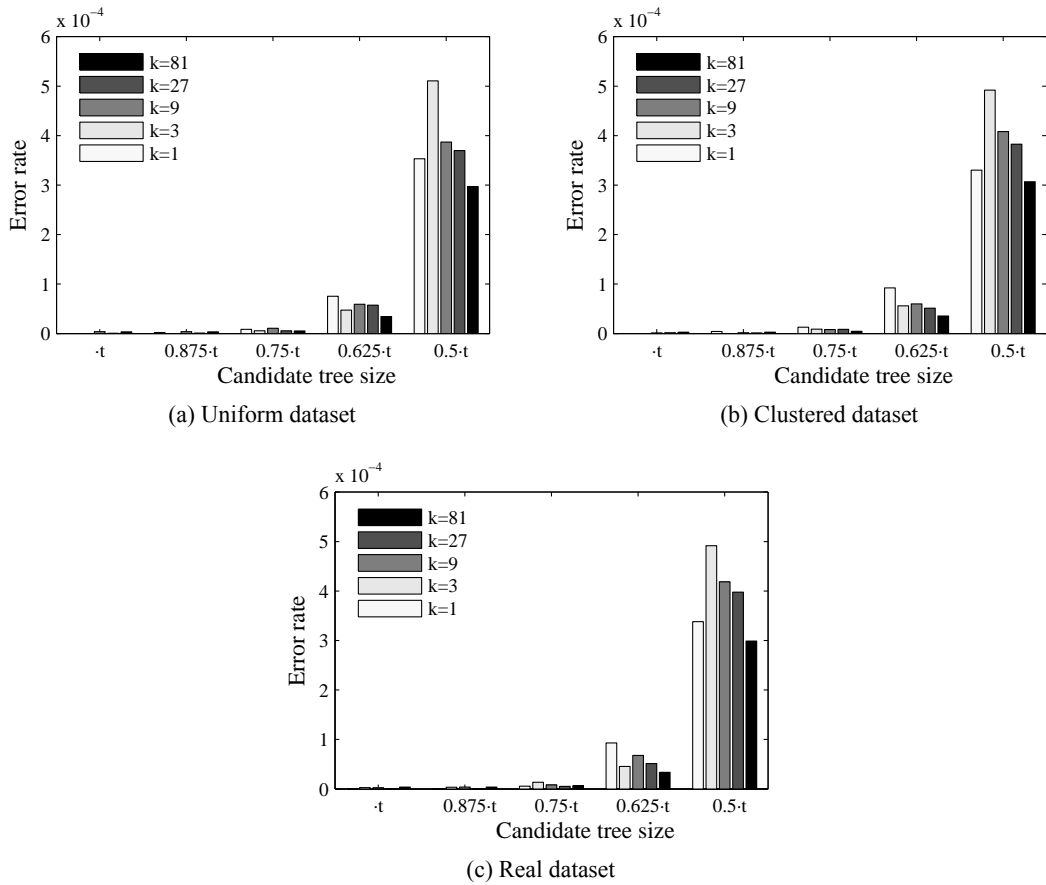 x 10⁻⁴
6
5
4
3
2
1
0
Error rate
k=81
k=27
k=9
k=3
k=1
·t 0.875·t 0.75·t 0.625·t 0.5·t
Candidate tree size
(a) Uniform dataset
x 10⁻⁴
6
5
4
3
2
1
0
Error rate
k=81
k=27
k=9
k=3
k=1
·t 0.875·t 0.75·t 0.625·t 0.5·t
Candidate tree size
(b) Clustered dataset
x 10⁻⁴
6
5
4
3
2
1
0
Error rate
k=81
k=27
k=9
k=3
k=1
·t 0.875·t 0.75·t 0.625·t 0.5·t
Candidate tree size
(c) Real dataset